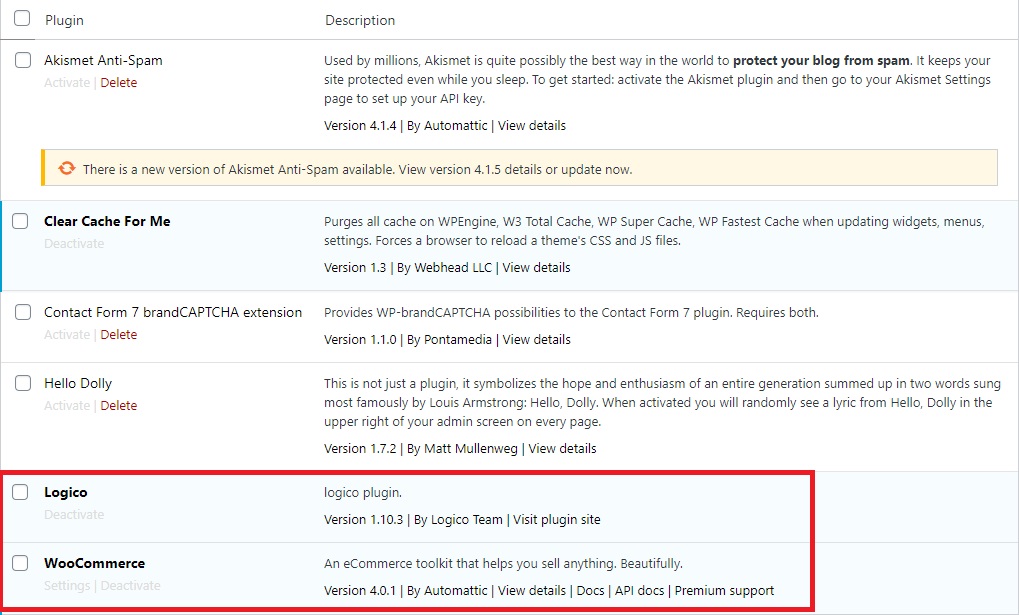 Plugin Description
Akismet Anti-Spam Used by millions, Akismet is quite possibly the best way in the world to protect your blog from spam. It keeps your
Activate | Delete site protected even while you sleep. To get started: activate the Akismet plugin and then go to your Akismet Settings
page to set up your API key.
Version 4.1.4 | By Automattic | View details
There is a new version of Akismet Anti-Spam available. View version 4.1.5 details or update now.
Clear Cache For Me Purges all cache on WPEngine, W3 Total Cache, WP Super Cache, WP Fastest Cache when updating widgets, menus,
Deactivate settings. Forces a browser to reload a theme's CSS and JS files.
Version 1.3 | By Webhead LLC | View details
Contact Form 7 brandCAPTCHA extension Provides WP-brandCAPTCHA possibilities to the Contact Form 7 plugin. Requires both.
Activate | Delete Version 1.1.0 | By Pontamedia | View details
Hello Dolly This is not just a plugin, it symbolizes the hope and enthusiasm of an entire generation summed up in two words sung
Activate | Delete most famously by Louis Armstrong: Hello, Dolly. When activated you will randomly see a lyric from Hello, Dolly in the
upper right of your admin screen on every page.
Version 1.7.2 | By Matt Mullenweg | View details
Logico logico plugin.
Deactivate Version 1.10.3 | By Logico Team | Visit plugin site
WooCommerce An eCommerce toolkit that helps you sell anything. Beautifully.
Settings | Deactivate Version 4.0.1 | By Automattic | View details | Docs | API docs | Premium support